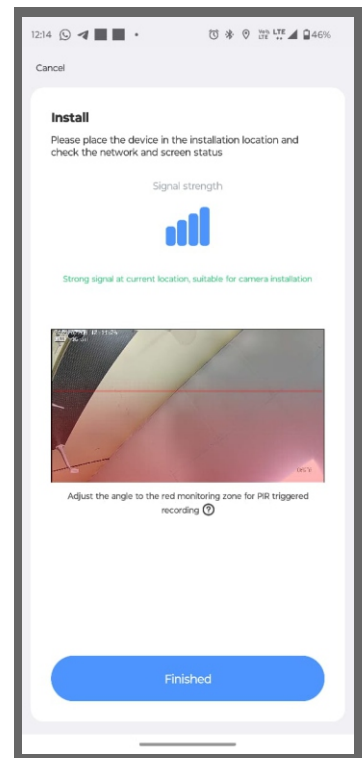 12:14
VoLTE LTE 46%
Cancel
Install
Please place the device in the installation location and
check the network and screen status
Signal strength
Strong signal at current location, suitable for camera installation
Adjust the angle to the red monitoring zone for PIR triggered
recording ?
Finished